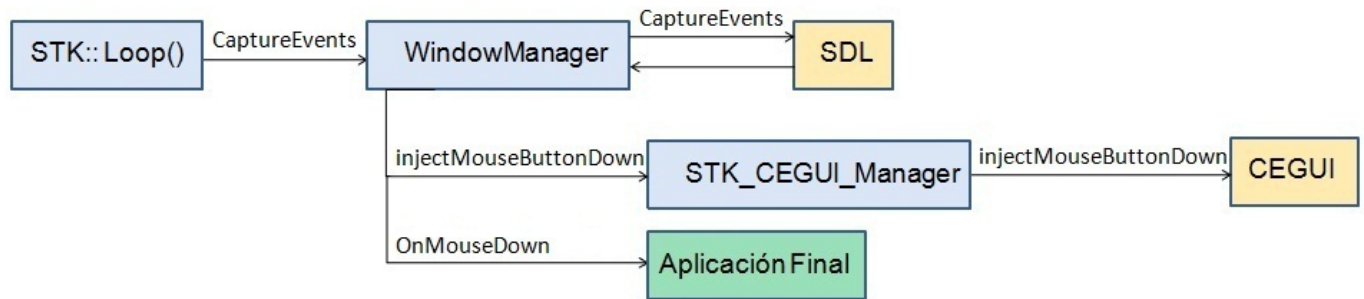 CaptureEvents
STK:: Loop()
CaptureEvents
WindowManager
SDL
injectMouseButtonDown
STK_CEGUI_Manager
injectMouseButtonDown
CEGUI
OnMouseDown
Aplicación Final